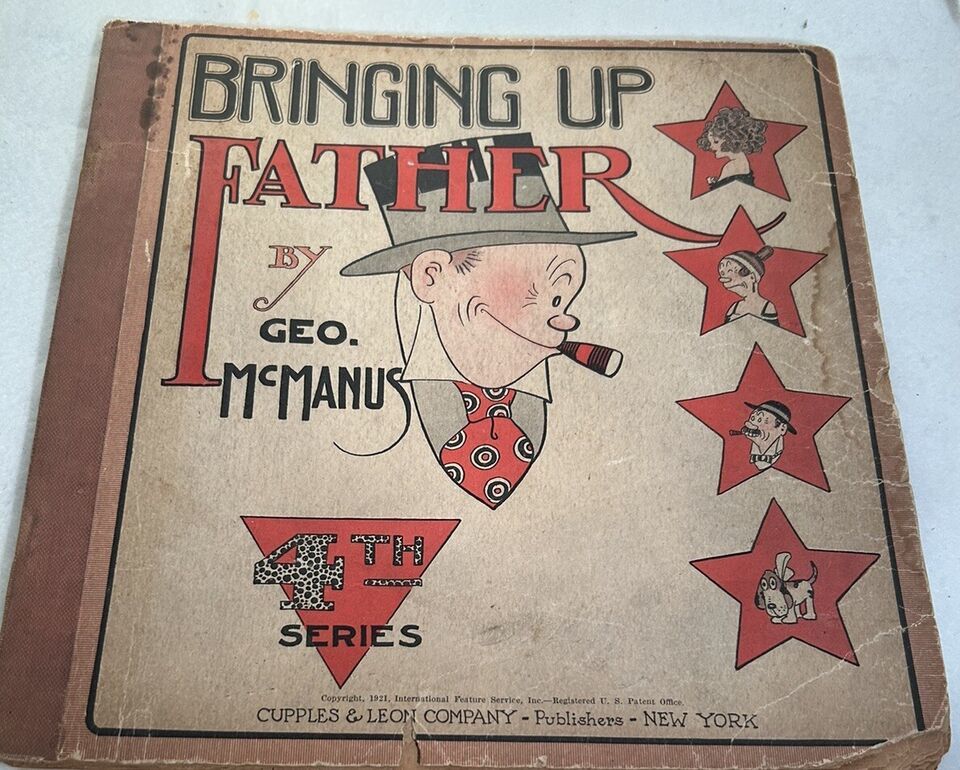 BRINGING UP
FATHER
BY
GEO.
McMANUS
4TH
SERIES
Copyright, 1921, International Feature Service, Inc.—Registered U. S. Patent Office.
CUPPLES & LEON COMPANY - Publishers - NEW YORK